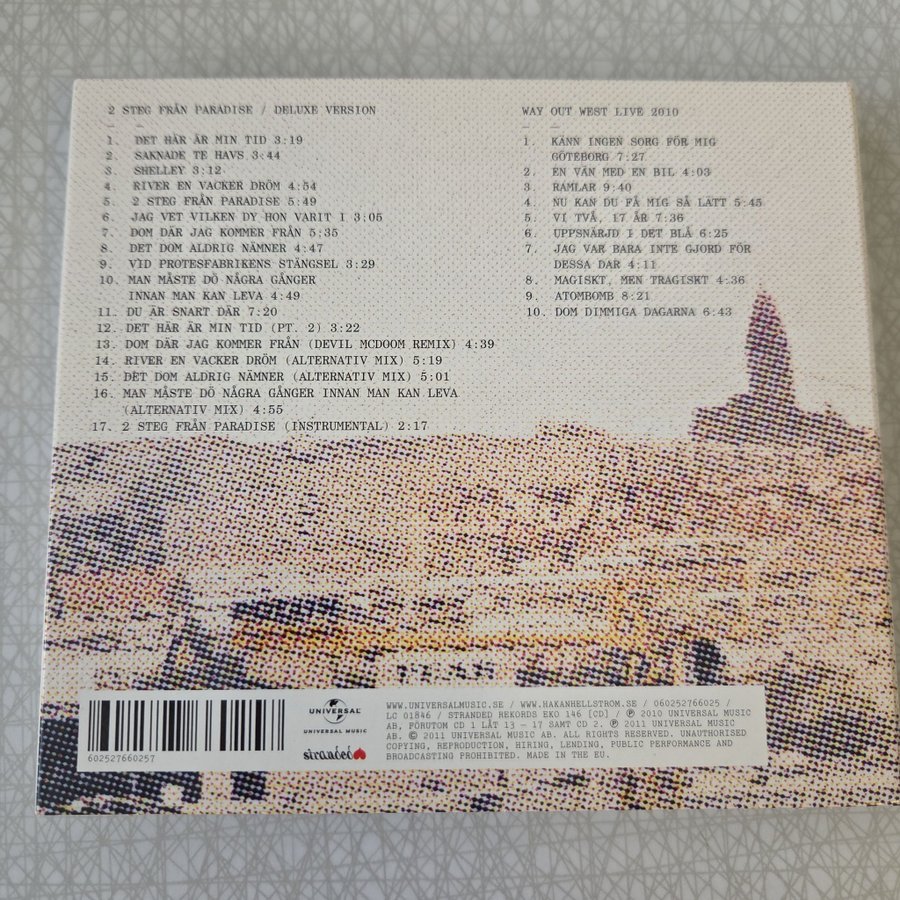 2 STEG FRÅN PARADISE / DELUXE VERSION
1. DET HÄR ÄR MIN TID 3:19
2. SAKNADE TE HAVS 3:44
3. SHELLEY 3:12
4. RIVER EN VACKER DRÖM 4:54
5. 2 STEG FRÅN PARADISE 5:49
6. JAG VET VILKEN DY HON VARIT I 3:05
7. DOM DÄR JAG KOMMER FRÅN 5:35
8. DET DOM ALDRIG NÄMNER 4:47
9. VID PROTESFABRIKENS STÄNGSEL 3:29
10. MAN MÅSTE DÖ NÅGRA GÅNGER
INNAN MAN KAN LEVA 4:49
11. DU ÄR SNART DÄR 7:20
12. DET HÄR ÄR MIN TID (PT. 2) 3:22
13. DOM DÄR JAG KOMMER FRÅN (DEVIL MCDOOM REMIX) 4:39
14. RIVER EN VACKER DRÖM (ALTERNATIV MIX) 5:19
15. DET DOM ALDRIG NÄMNER (ALTERNATIV MIX) 5:01
16. MAN MÅSTE DÖ NÅGRA GÅNGER INNAN MAN KAN LEVA
(ALTERNATIV MIX) 4:55
17. 2 STEG FRÅN PARADISE (INSTRUMENTAL) 2:17
WAY OUT WEST LIVE 2010
1. KÄNN INGEN SORG FÖR MIG
GÖTEBORG 7:27
2. EN VÄN MED EN BIL 4:03
3. RAMLAR 9:40
4. NU KAN DU FÅ MIG SÅ LÄTT 5:45
5. VI TVÅ, 17 ÅR 7:36
6. UPPSNÄRJD I DET BLÅ 6:25
7. JAG VAR BARA INTE GJORD FÖR
DESSA DAR 4:11
8. MAGISKT, MEN TRAGISKT 4:36
9. ATOMBOMB 8:21
10. DOM DIMMIGA DAGARNA 6:43
602527660257
UNIVERSAL
UNIVERSAL MUSIC
stranded
WWW.UNIVERSALMUSIC.SE / WWW.HAKANHELLSTROM.SE / 060252766025 /
LC 01846 / STRANDED REKORDS EKO 146 [CD] / ℗ 2010 UNIVERSAL MUSIC
AB, FÖRUTOM CD 1 LÅT 13 – 17 SAMT CD 2. ℗ 2011 UNIVERSAL MUSIC
AB. © 2011 UNIVERSAL MUSIC AB. ALL RIGHTS RESERVED. UNAUTHORISED
COPYING, REPRODUCTION, HIRING, LENDING, PUBLIC PERFORMANCE AND
BROADCASTING PROHIBITED. MADE IN THE EU.